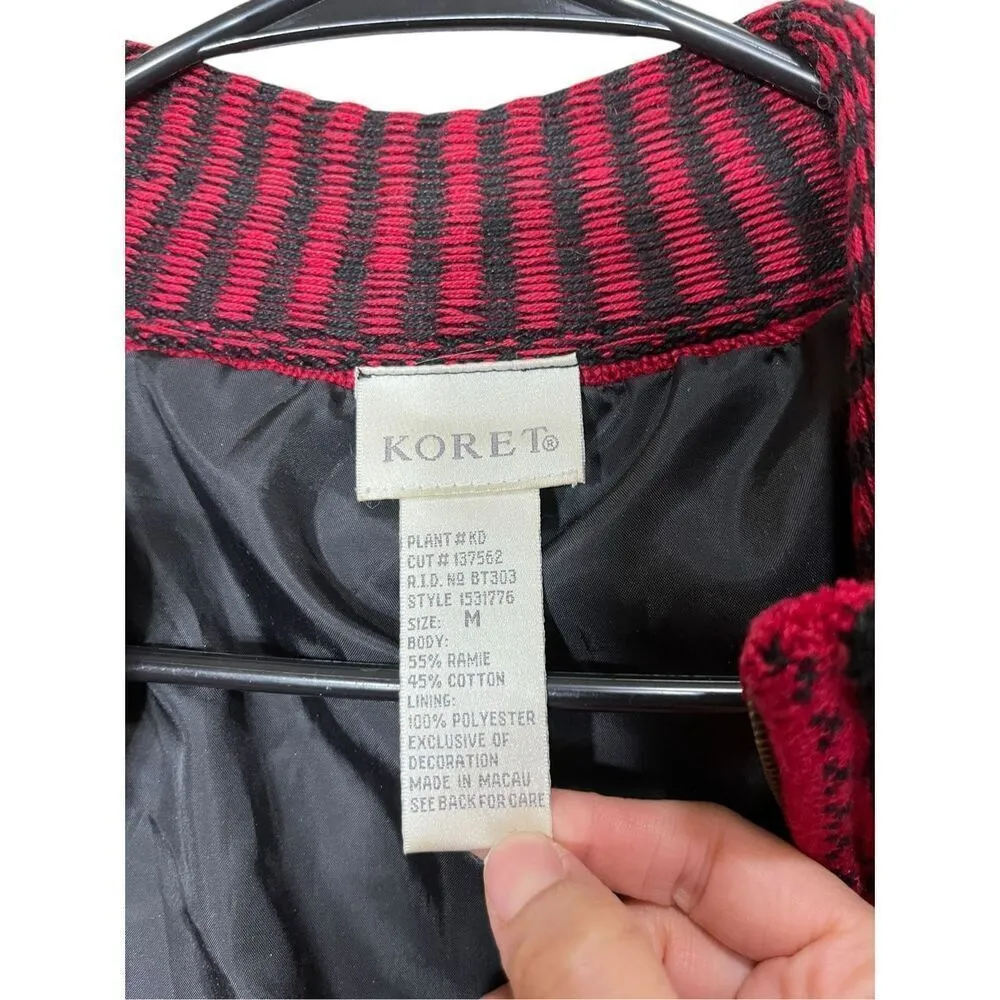 KORET®
PLANT # KD
CUT # 137562
R.I.D. Nº BT303
STYLE 1531776
SIZE: M
BODY:
55% RAMIE
45% COTTON
LINING:
100% POLYESTER
EXCLUSIVE OF
DECORATION
MADE IN MACAU
SEE BACK FOR CARE